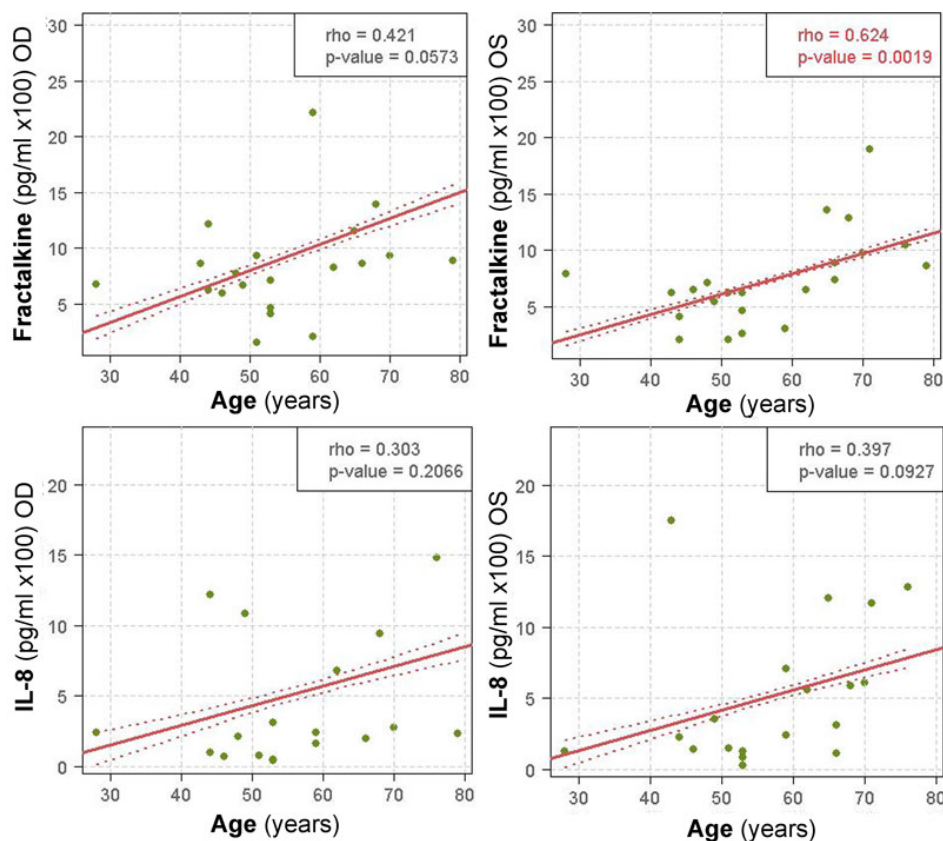 rho = 0.421
p-value = 0.0573
Fractalkine (pg/ml x100) OD
30
25
20
15
10
5
30 40 50 60 70 80
Age (years)
rho = 0.624
p-value = 0.0019
Fractalkine (pg/ml x100) OS
30
25
20
15
10
5
30 40 50 60 70 80
Age (years)
rho = 0.303
p-value = 0.2066
IL-8 (pg/ml x100) OD
20
15
10
5
0
30 40 50 60 70 80
Age (years)
rho = 0.397
p-value = 0.0927
IL-8 (pg/ml x100) OS
20
15
10
5
0
30 40 50 60 70 80
Age (years)